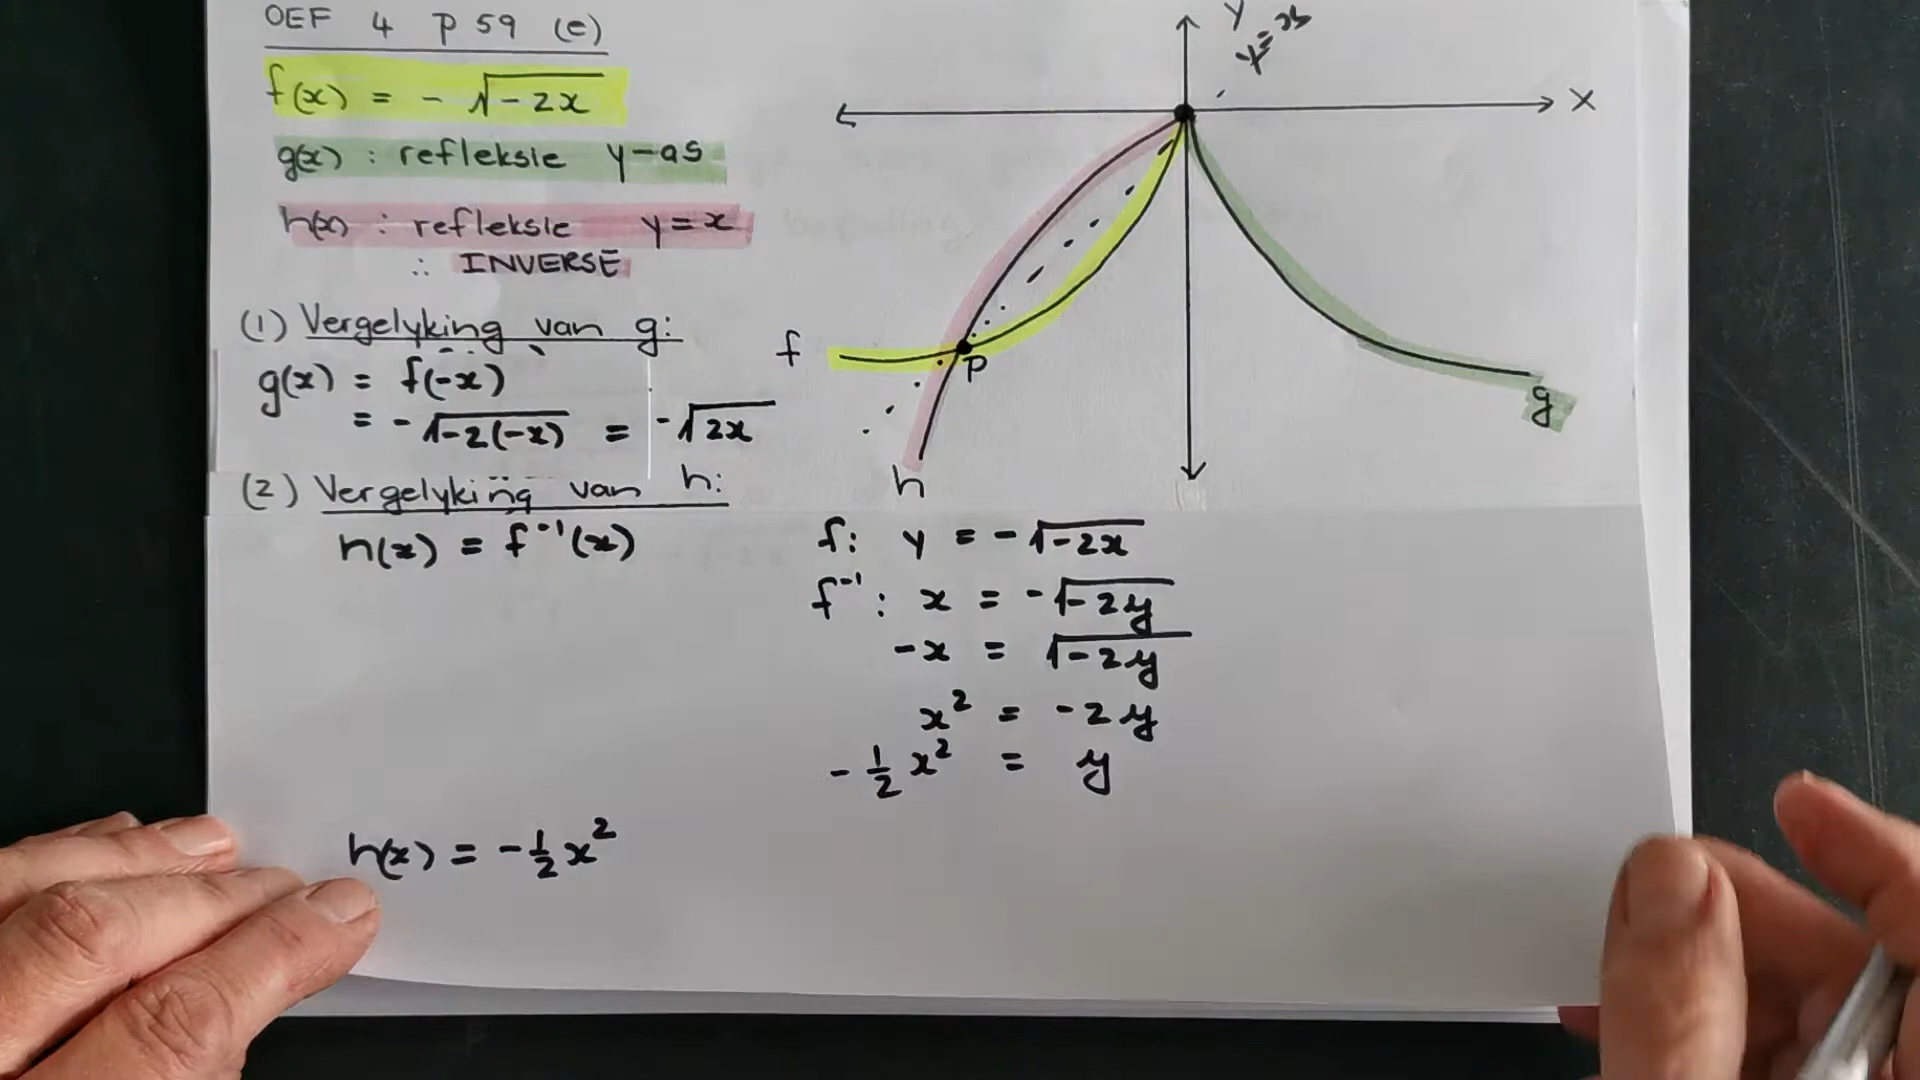 OEF 4 p 59 (e)
f(x) = - √-2x
g(x) : refleksie y-as
h(x) : refleksie y = x
∴ INVERSE
(1) Vergelyking van g:
g(x) = f(-x)
= -√-2(-x) = -√2x
(2) Vergelyking van h:
h(x) = f⁻¹(x)
h(x) = -½x²
y
y = x
x
f
p
g
h
f: y = -√-2x
f⁻¹: x = -√-2y
-x = √-2y
x² = -2y
-½x² = y